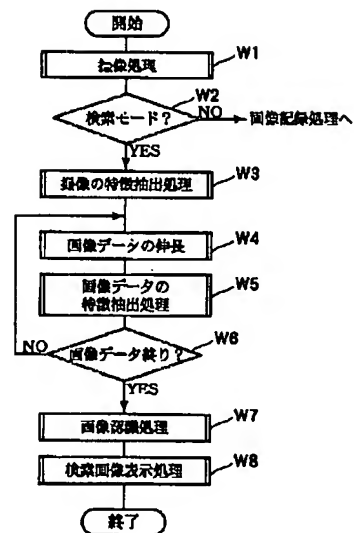 開始
撮像処理
W1
W2
検索モード?
NO
画像記録処理へ
YES
撮像の特徴抽出処理
W3
画像データの伸長
W4
画像データの
特徴抽出処理
W5
W6
NO
画像データ終り?
YES
画像認識処理
W7
検索画像表示処理
W8
終了